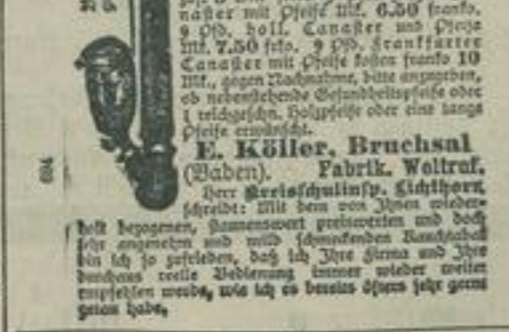 naster mit Pfeife Mk. 6.50 franko.
9 Pfd. holl. Canaster und Pfeife
Mk. 7.50 frko. 9 Pfd. Frankfurter
Canaster mit Pfeife kosten franko 10
Mk., gegen Nachnahme, bitte anzugeben,
ob nebenstehende Gesundheitspfeife oder
1 reichgeschn. Holzpfeife oder eine lange
Pfeife erwünscht.
E. Köller, Bruchsal
(Baden). Fabrik. Weltruf.
Herr Kreisschulinsp. Lichthorn
schreibt: Mit dem von Ihnen wieder-
holt bezogenen, staunenswert preiswerten und doch
sehr angenehm und mild schmeckenden Rauchtabak
bin ich so zufrieden, daß ich Ihre Firma und Ihre
durchaus reelle Bedienung immer wieder weiter
empfehlen werde, wie ich es bereits öfters sehr gerne
getan habe.